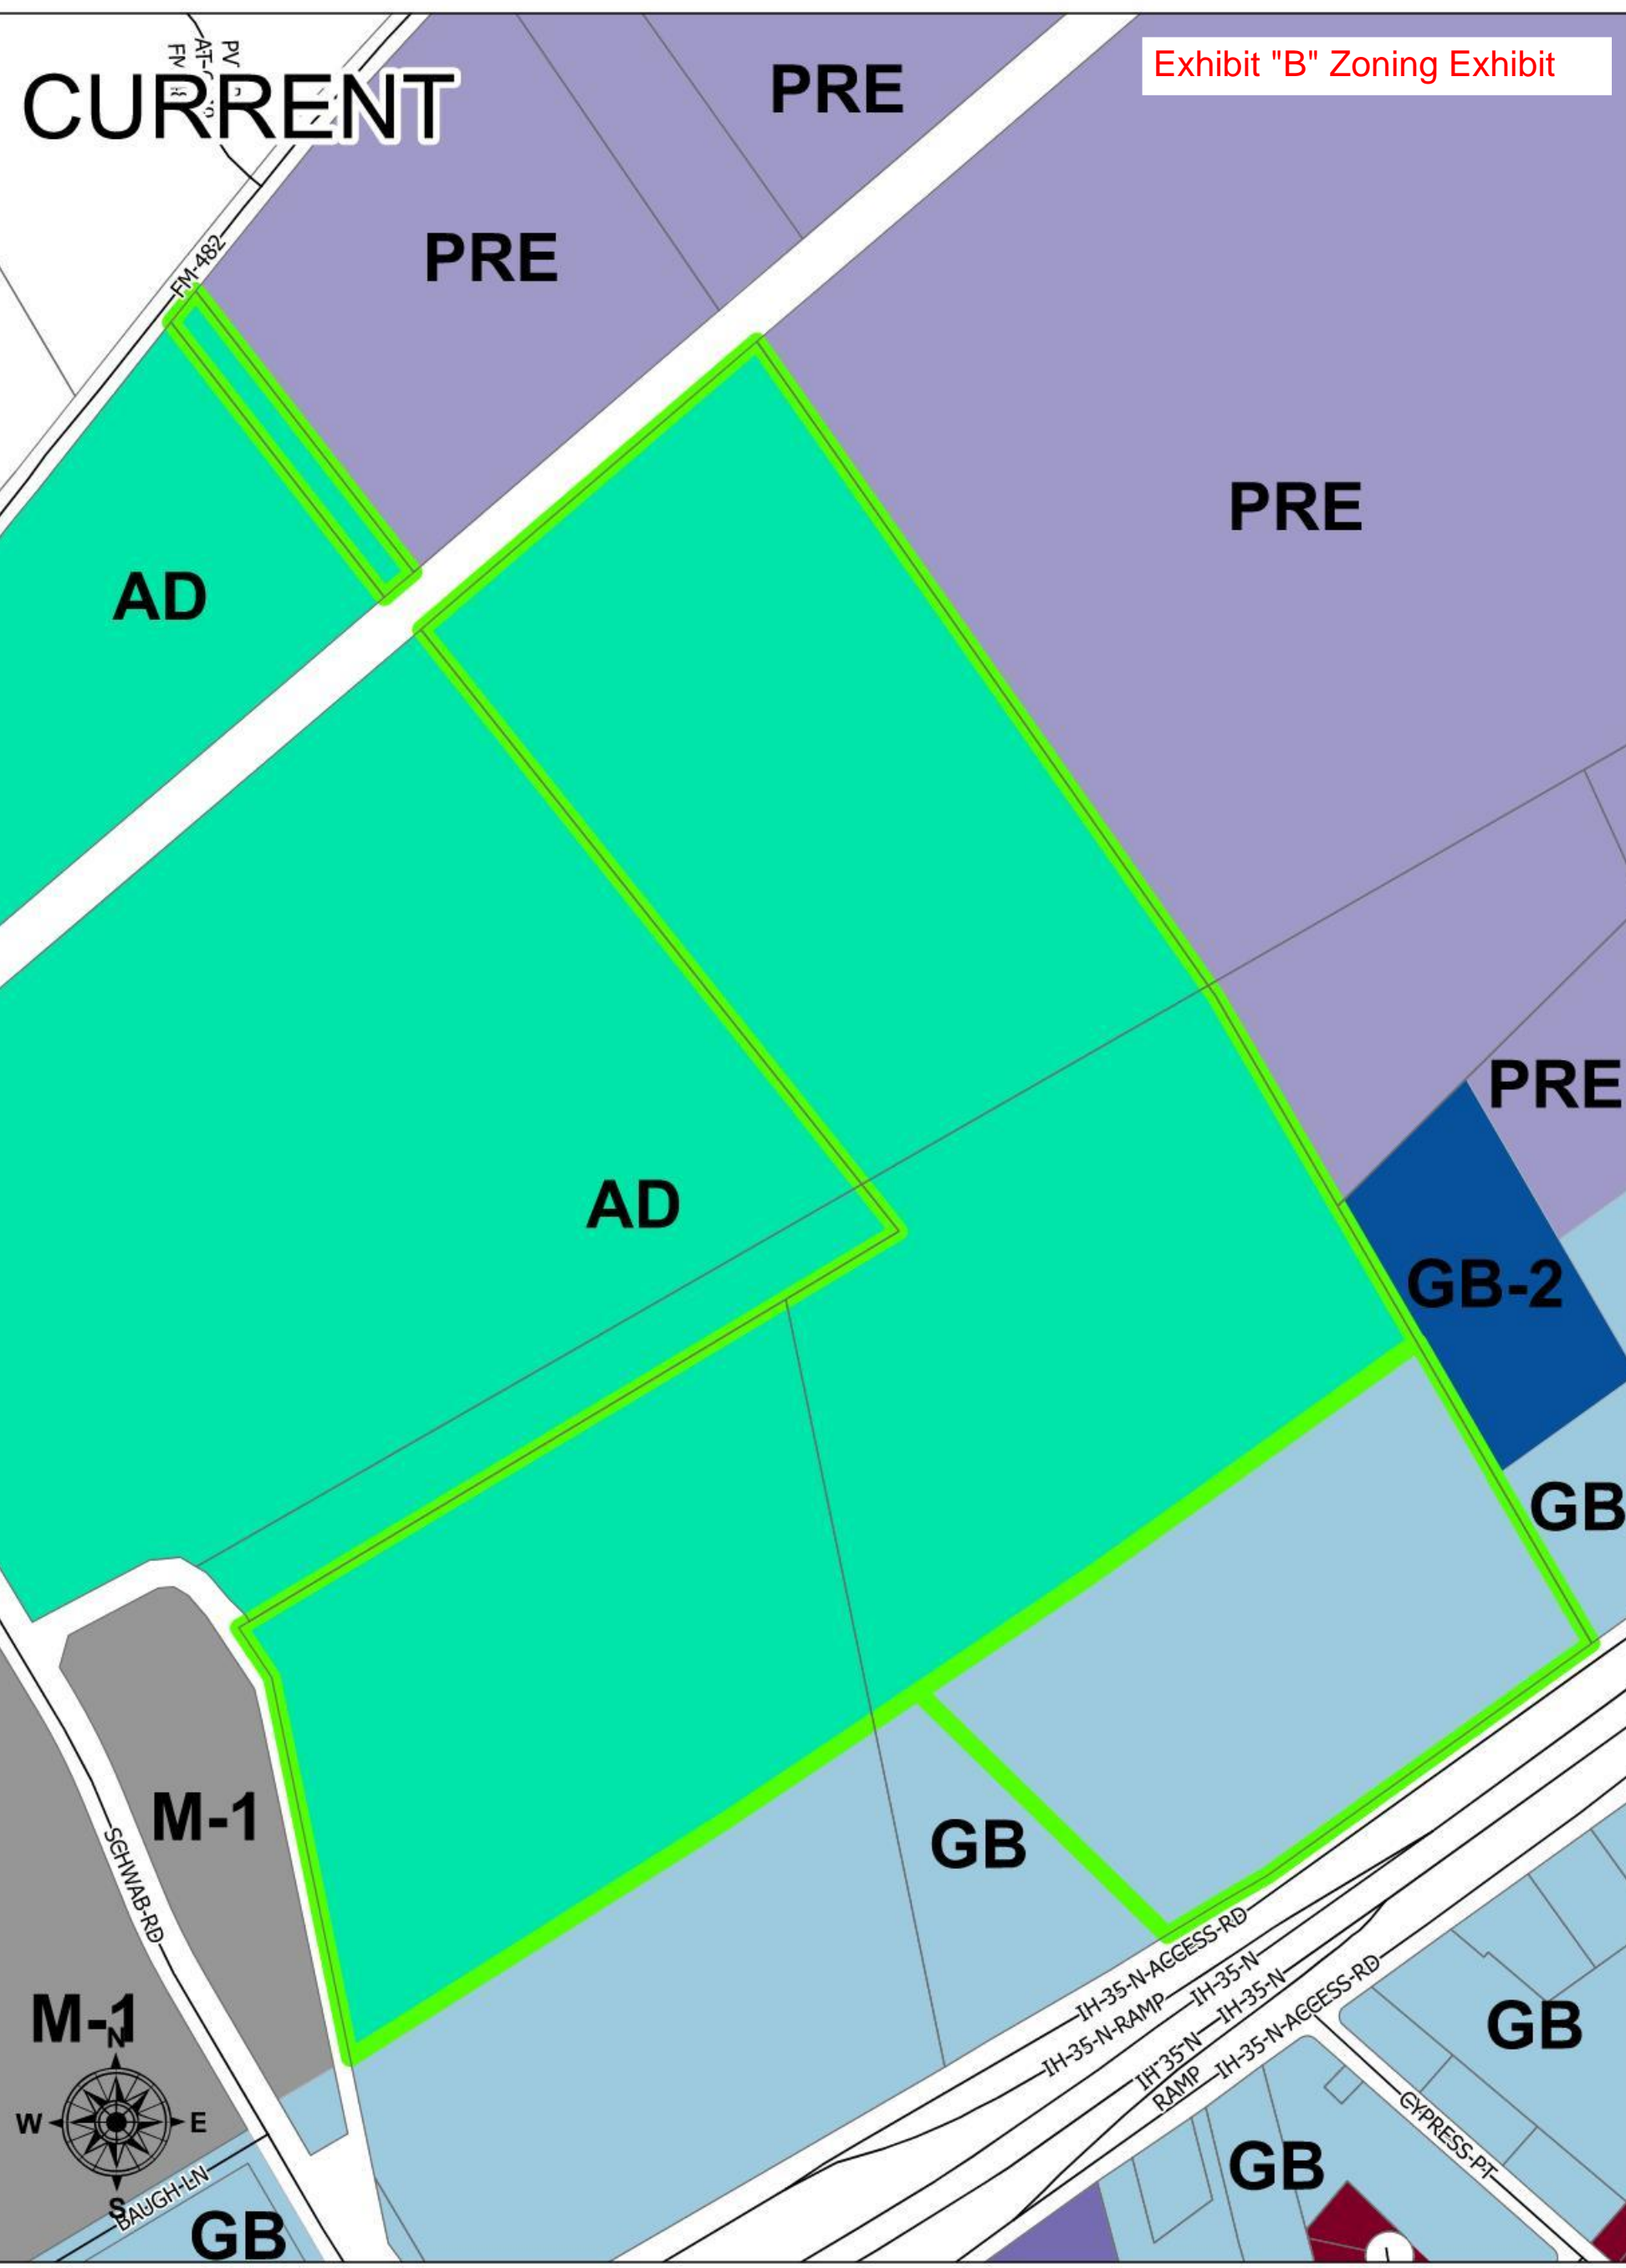 Exhibit "B" Zoning Exhibit
CURRENT
PRE
PRE
FM-482
PRE
AD
PRE
AD
GB-2
GB
M-1
SCHWAB-RD
GB
IH-35-N-ACCESS-RD
IH-35-N-RAMP
IH-35-N
IH-35-N
IH-35-N
IH-35-N-ACCESS-RD
RAMP
M-1
N
W
E
S
BAUGH-LN
GB
GB
CYPRESS-PT
GB